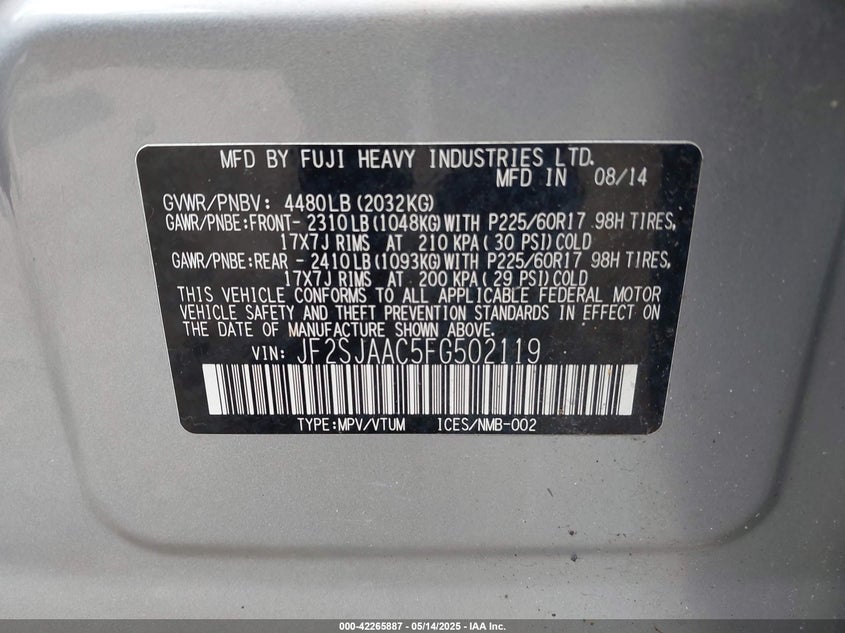 MFD BY FUJI HEAVY INDUSTRIES LTD.
MFD IN 08/14
GVWR/PNBV: 4480LB (2032KG)
GAWR/PNBE:FRONT- 2310LB (1048KG) WITH P225/60R17 98H TIRES,
17X7J RIMS AT 210 KPA( 30 PSI) COLD
GAWR/PNBE:REAR - 2410LB (1093KG) WITH P225/60R17 98H TIRES,
17X7J RIMS AT 200 KPA( 29 PSI) COLD
THIS VEHICLE CONFORMS TO ALL APPLICABLE FEDERAL MOTOR
VEHICLE SAFETY AND THEFT PREVENTION STANDARDS IN EFFECT ON
THE DATE OF MANUFACTURE SHOWN ABOVE.
VIN: JF2SJAAC5FG502119
TYPE:MPV/VTUM ICES/NMB-002
000-42265887 - 05/14/2025 - IAA Inc.